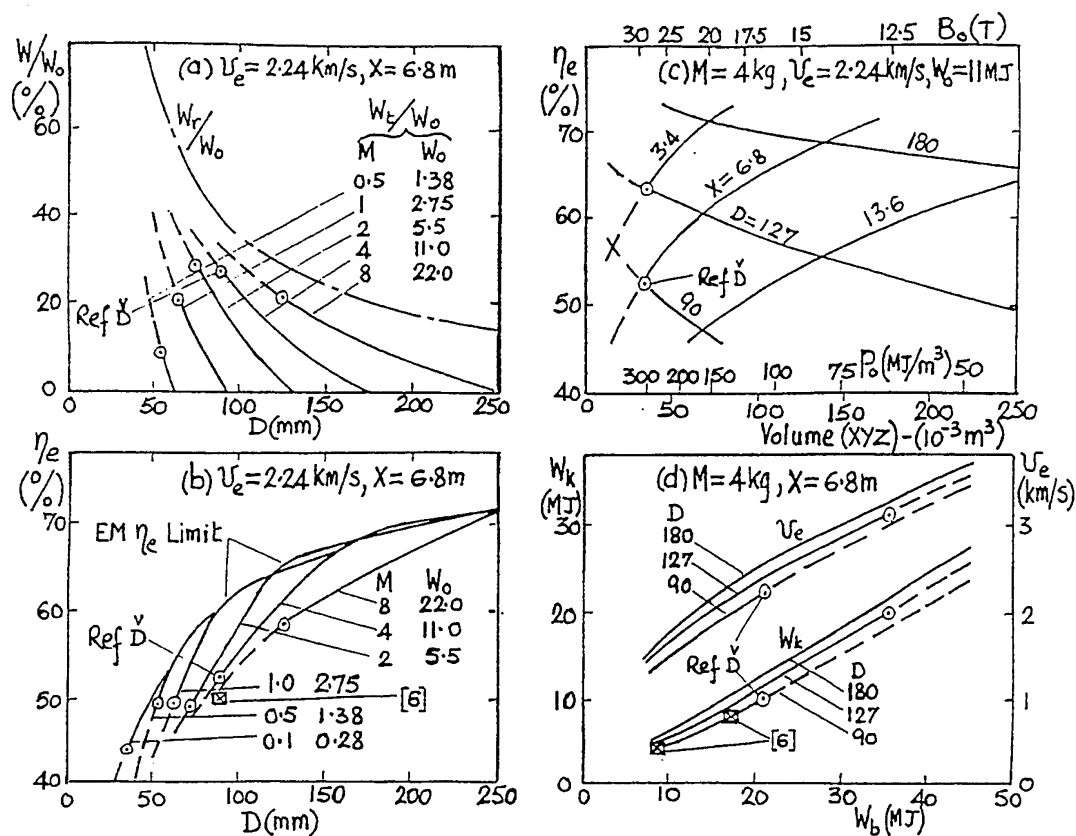 W/W₀
(%)
(a) Ʋe = 2.24 km/s, X = 6.8 m
Wr/W₀
Wt/W₀
M W₀
0.5 1.38
1 2.75
2 5.5
4 11.0
8 22.0
Ref Ď
60
40
20
0
0 50 100 150 200 250
D (mm)
ηe
(%)
(b) Ʋe = 2.24 km/s, X = 6.8 m
EM ηe Limit
M W₀
8 22.0
4 11.0
2 5.5
Ref Ď
1.0 2.75
0.5 1.38
0.1 0.28
[6]
70
60
50
40
0 50 100 150 200 250
D (mm)
30 25 20 17.5 15 12.5 B₀(T)
ηe
(%)
(c) M = 4 kg, Ʋe = 2.24 km/s, W₀ = 11 MJ
3.4
X = 6.8
180
13.6
D = 127
X
Ref Ď
90
70
60
50
40
300 200 150 100 75 P₀ (MJ/m³) 50
0 50 100 150 200 250
Volume (XYZ) - (10⁻³ m³)
Wk
(MJ)
(d) M = 4 kg, X = 6.8 m
Ʋe
(km/s)
D
180
127
90
Ʋe
Ref Ď
Wk
D
180
127
90
[6]
30
20
10
0
3
2
1
0
0 10 20 30 40 50
Wb (MJ)